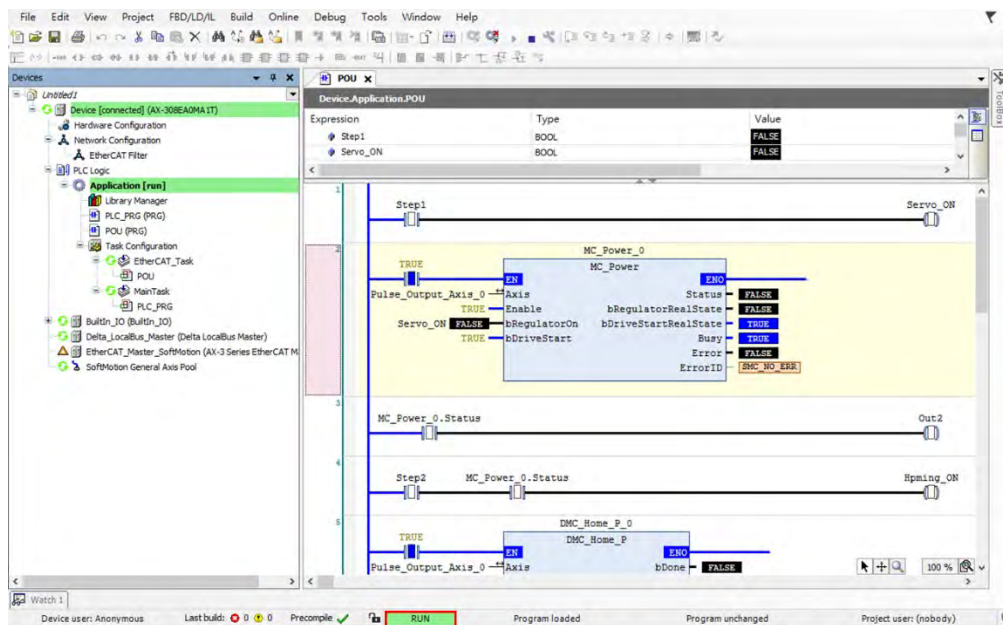 File Edit View Project FBD/LD/IL Build Online Debug Tools Window Help
Devices
POU
ToolBox
Untitled1
Device [connected] (AX-308EA0MA1T)
Hardware Configuration
Network Configuration
EtherCAT Filter
PLC Logic
Application [run]
Library Manager
PLC_PRG (PRG)
POU (PRG)
Task Configuration
EtherCAT_Task
POU
MainTask
PLC_PRG
BuiltIn_IO (BuiltIn_IO)
Delta_LocalBus_Master (Delta LocalBus Master)
EtherCAT_Master_SoftMotion (AX-3 Series EtherCAT M
SoftMotion General Axis Pool
Device.Application.POU
Expression Type Value
Step1 BOOL FALSE
Servo_ON BOOL FALSE
1
Step1 Servo_ON
2
MC_Power_0
TRUE MC_Power
EN ENO
Pulse_Output_Axis_0 Axis Status FALSE
TRUE Enable bRegulatorRealState FALSE
Servo_ON FALSE bRegulatorOn bDriveStartRealState TRUE
TRUE bDriveStart Busy TRUE
Error FALSE
ErrorID SMC_NO_ERR
3
MC_Power_0.Status Out2
4
Step2 MC_Power_0.Status Hpming_ON
5
DMC_Home_P_0
TRUE DMC_Home_P
EN ENO
Pulse_Output_Axis_0 Axis bDone FALSE
100 %
Watch 1
Device user: Anonymous Last build: 0 0 Precompile RUN Program loaded Program unchanged Project user: (nobody)